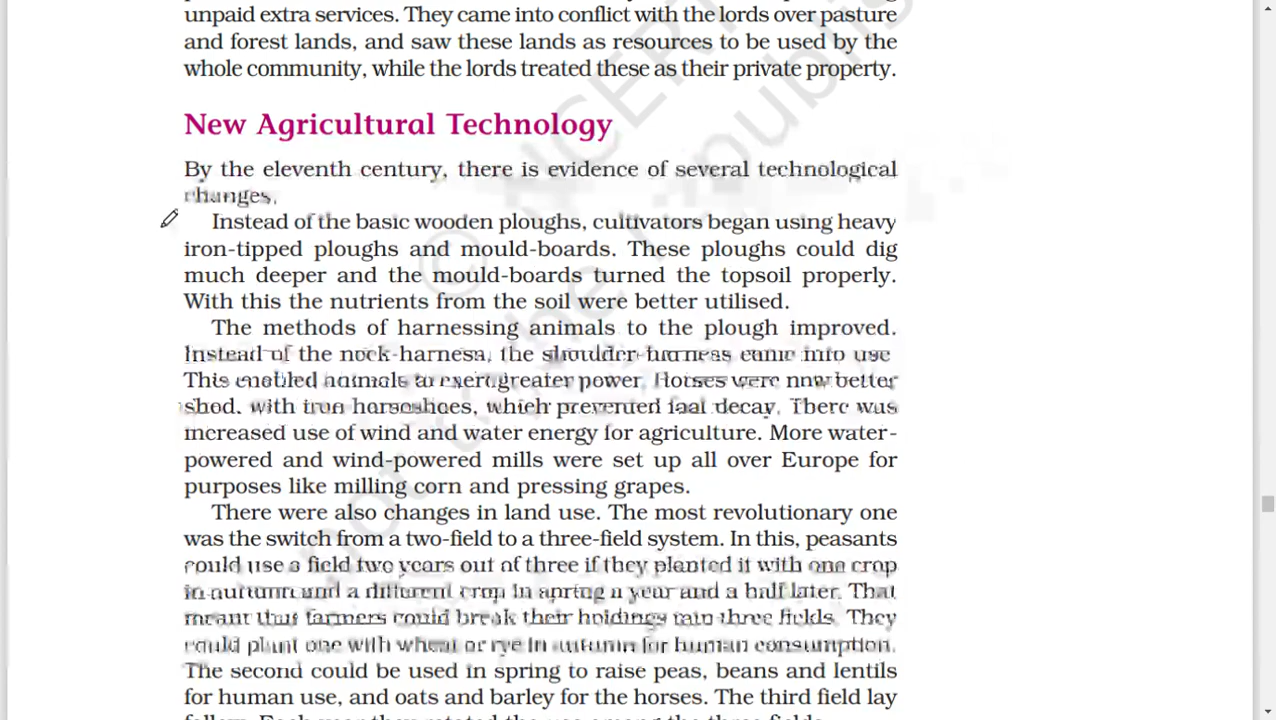 unpaid extra services. They came into conflict with the lords over pasture
and forest lands, and saw these lands as resources to be used by the
whole community, while the lords treated these as their private property.
New Agricultural Technology
By the eleventh century, there is evidence of several technological
changes.
Instead of the basic wooden ploughs, cultivators began using heavy
iron-tipped ploughs and mould-boards. These ploughs could dig
much deeper and the mould-boards turned the topsoil properly.
With this the nutrients from the soil were better utilised.
The methods of harnessing animals to the plough improved.
Instead of the neck-harness, the shoulder-harness came into use
This enabled animals to exert greater power. Horses were now better
shod, with iron horseshoes, which prevented foot decay. There was
increased use of wind and water energy for agriculture. More water-
powered and wind-powered mills were set up all over Europe for
purposes like milling corn and pressing grapes.
There were also changes in land use. The most revolutionary one
was the switch from a two-field to a three-field system. In this, peasants
could use a field two years out of three if they planted it with one crop
in autumn and a different crop in spring a year and a half later. That
meant that farmers could break their holdings into three fields. They
could plant one with wheat or rye in autumn for human consumption.
The second could be used in spring to raise peas, beans and lentils
for human use, and oats and barley for the horses. The third field lay